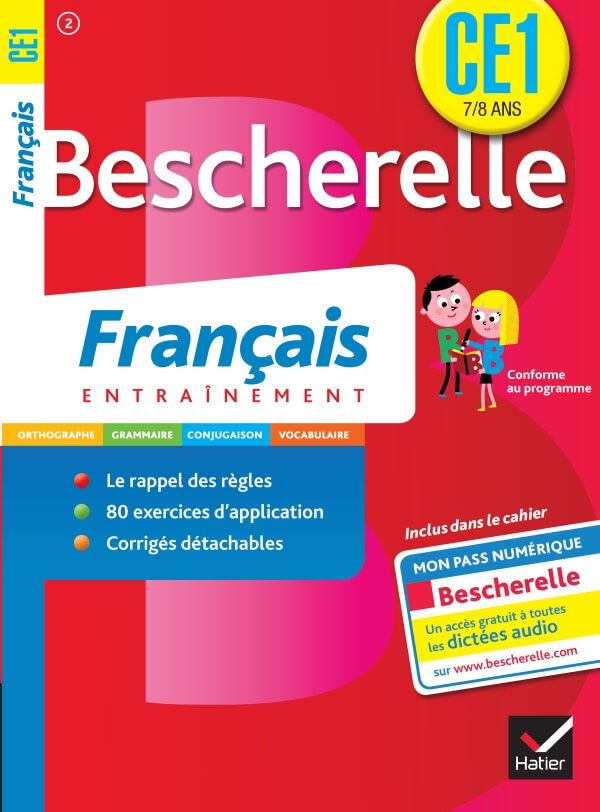 CE1
2
CE1
7/8 ANS
Français
Bescherelle
Français
ENTRAÎNEMENT
B B B
Conforme
au programme
ORTHOGRAPHE GRAMMAIRE CONJUGAISON VOCABULAIRE
Le rappel des règles
80 exercices d'application
Corrigés détachables
Inclus dans le cahier
MON PASS NUMÉRIQUE
Bescherelle
Un accès gratuit à toutes
les dictées audio
sur www.bescherelle.com
Hatier